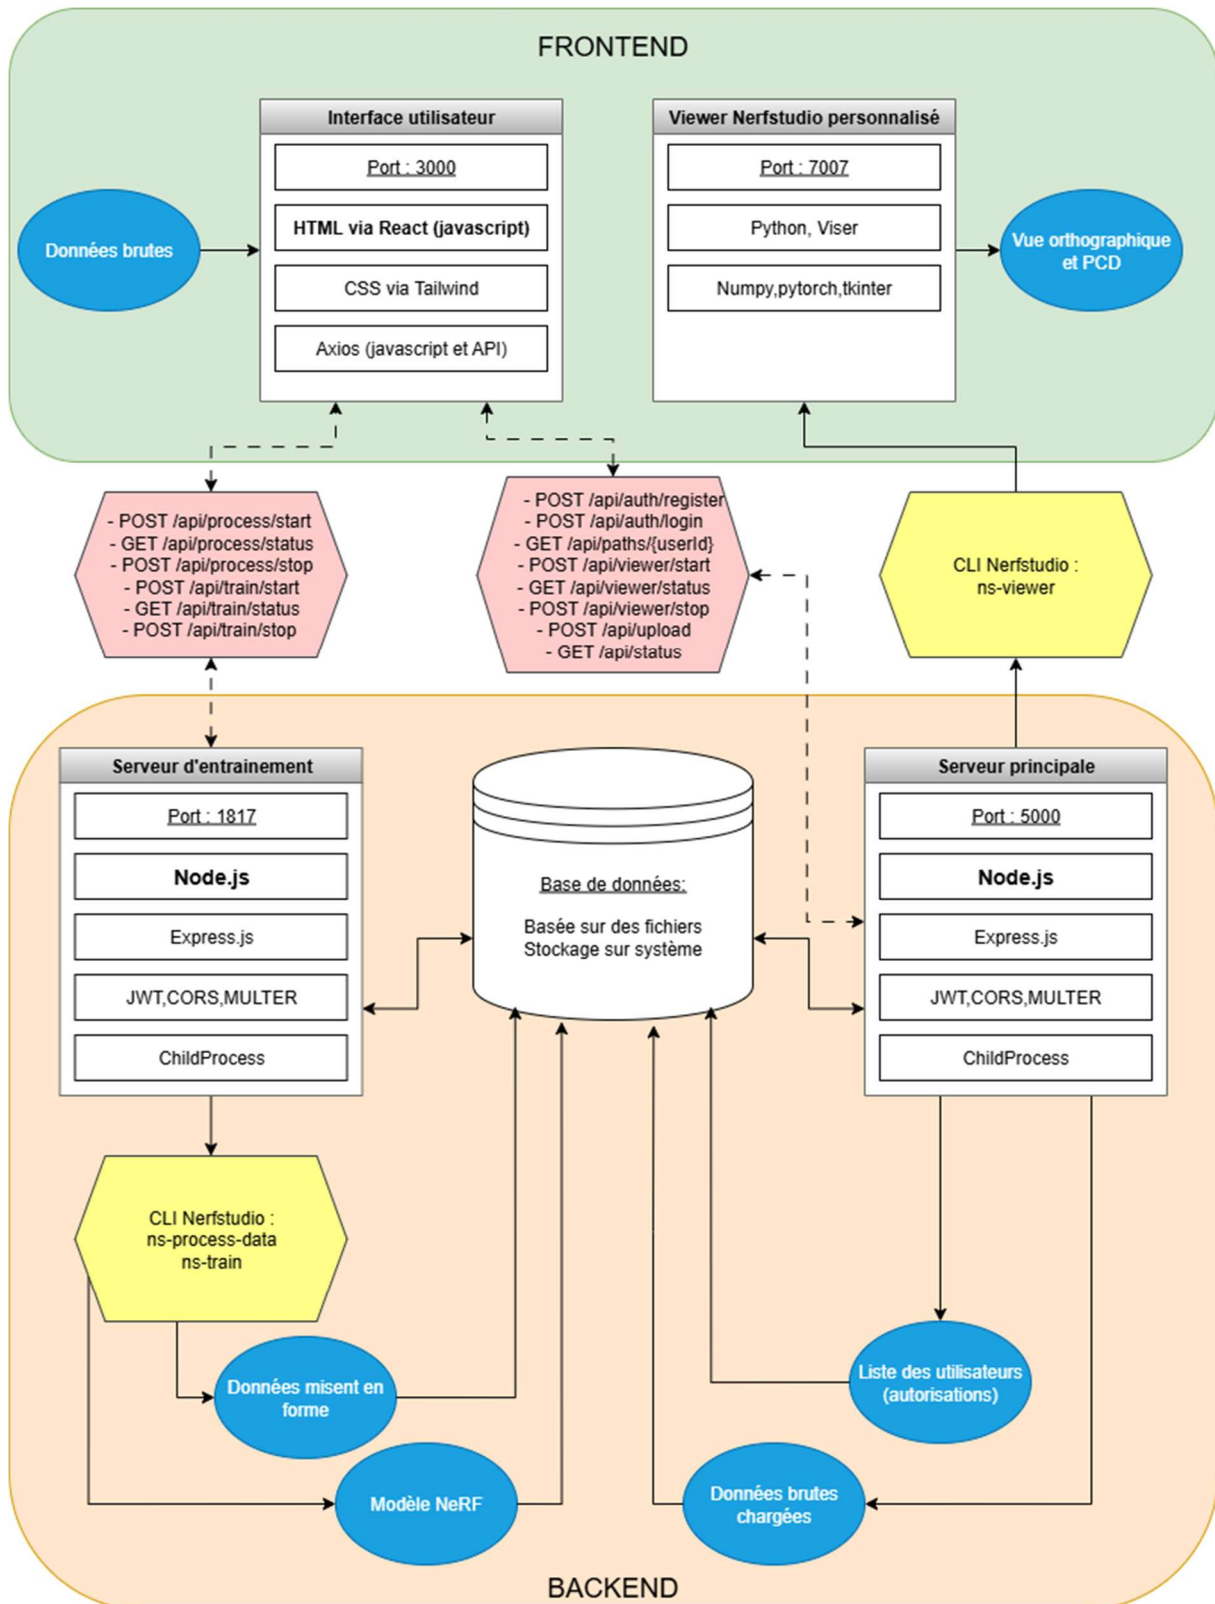 FRONTEND
Interface utilisateur
Port : 3000
HTML via React (javascript)
CSS via Tailwind
Axios (javascript et API)
Viewer Nerfstudio personnalisé
Port : 7007
Python, Viser
Numpy,pytorch,tkinter
Données brutes
Vue orthographique
et PCD
- POST /api/process/start
- GET /api/process/status
- POST /api/process/stop
- POST /api/train/start
- GET /api/train/status
- POST /api/train/stop
- POST /api/auth/register
- POST /api/auth/login
- GET /api/paths/{userId}
- POST /api/viewer/start
- GET /api/viewer/status
- POST /api/viewer/stop
- POST /api/upload
- GET /api/status
CLI Nerfstudio :
ns-viewer
Serveur d'entrainement
Port : 1817
Node.js
Express.js
JWT,CORS,MULTER
ChildProcess
Base de données:
Basée sur des fichiers
Stockage sur système
Serveur principale
Port : 5000
Node.js
Express.js
JWT,CORS,MULTER
ChildProcess
CLI Nerfstudio :
ns-process-data
ns-train
Données misent en
forme
Modèle NeRF
Liste des utilisateurs
(autorisations)
Données brutes
chargées
BACKEND